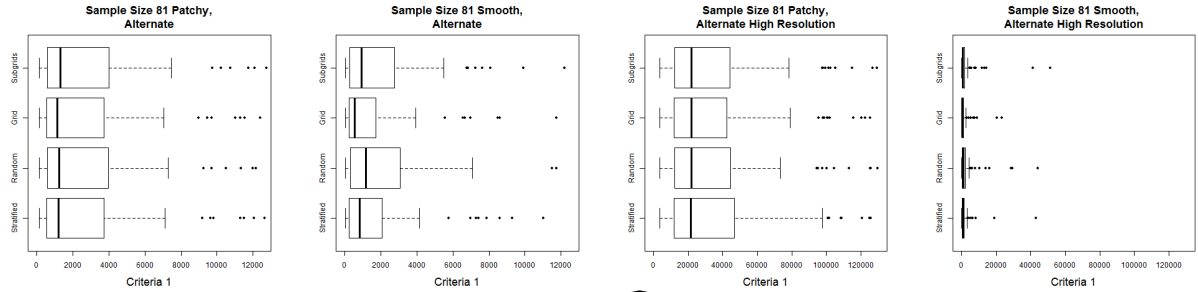 Sample Size 81 Patchy,
Alternate
Subgrids
Grid
Random
Stratified
0 2000 4000 6000 8000 10000 12000
Criteria 1
Sample Size 81 Smooth,
Alternate
Subgrids
Grid
Random
Stratified
0 2000 4000 6000 8000 10000 12000
Criteria 1
Sample Size 81 Patchy,
Alternate High Resolution
Subgrids
Grid
Random
Stratified
0 20000 40000 60000 80000 100000 120000
Criteria 1
Sample Size 81 Smooth,
Alternate High Resolution
Subgrids
Grid
Random
Stratified
0 20000 40000 60000 80000 100000 120000
Criteria 1